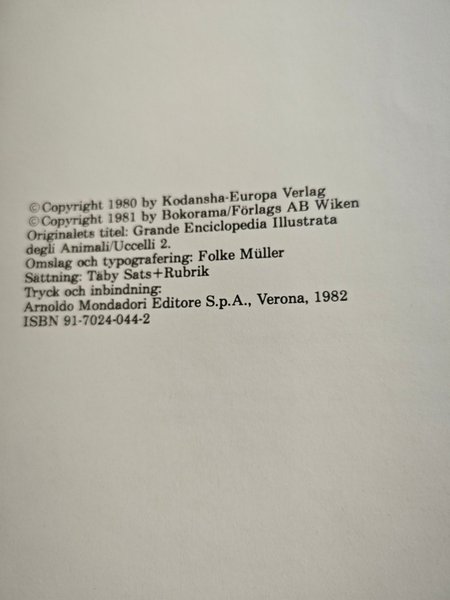 ©Copyright 1980 by Kodansha-Europa Verlag
©Copyright 1981 by Bokorama/Förlags AB Wiken
Originalets titel: Grande Enciclopedia Illustrata
degli Animali/Uccelli 2.
Omslag och typografering: Folke Müller
Sättning: Täby Sats+Rubrik
Tryck och inbindning:
Arnoldo Mondadori Editore S.p.A., Verona, 1982
ISBN 91-7024-044-2